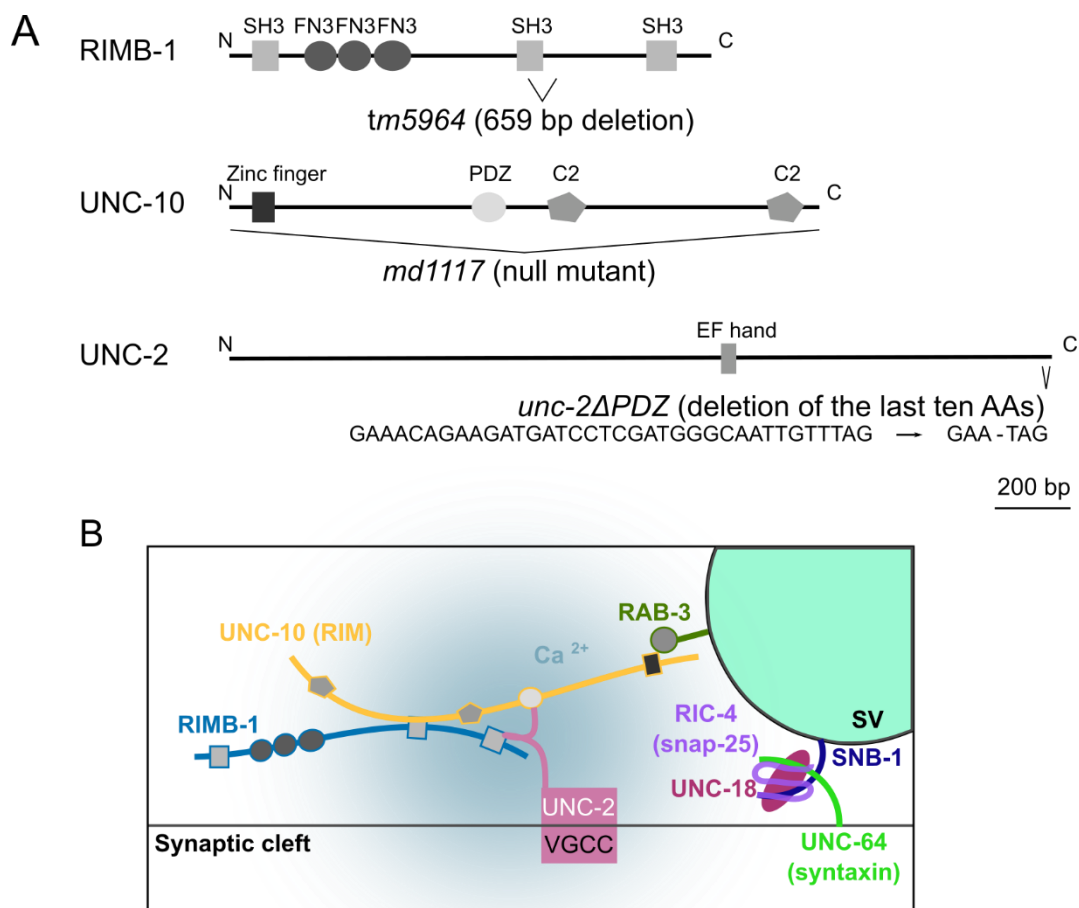 A
SH3 FN3 FN3 FN3 SH3 SH3
N C
RIMB-1
tm5964 (659 bp deletion)
Zinc finger PDZ C2 C2
N C
UNC-10
md1117 (null mutant)
EF hand
N C
UNC-2
unc-2ΔPDZ (deletion of the last ten AAs)
GAAACAGAAGATGATCCTCGATGGGCAATTGTTTAG → GAA-TAG
200 bp
B
RAB-3
UNC-10 (RIM)
Ca 2+
RIMB-1
SV
RIC-4
(snap-25)
SNB-1
UNC-18
UNC-2
Synaptic cleft
VGCC
UNC-64
(syntaxin)